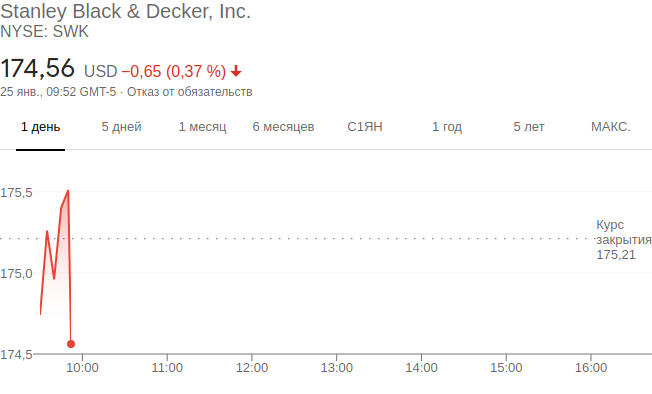 Stanley Black & Decker, Inc.
NYSE: SWK
174,56 USD −0,65 (0,37 %)
25 янв., 09:52 GMT-5 · Отказ от обязательств
1 день 5 дней 1 месяц 6 месяцев С1ЯН 1 год 5 лет МАКС.
175,5
Курс
закрытия
175,21
175,0
174,5
10:00 11:00 12:00 13:00 14:00 15:00 16:00